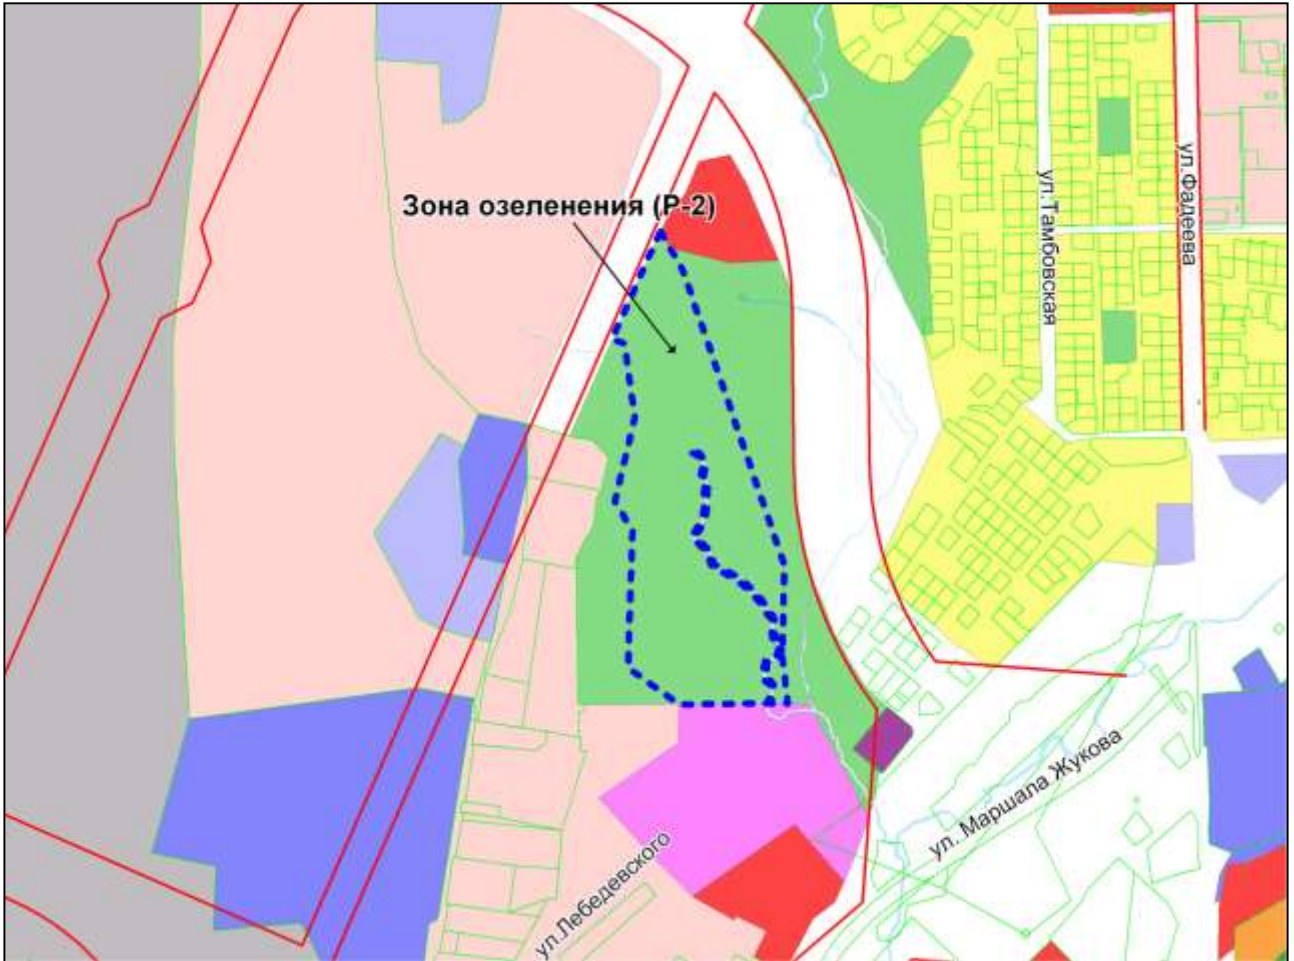 Зона озеленения (Р-2)
ул.Тамбовская
ул.Фадеева
ул. Маршала Жукова
ул.Лебедевского